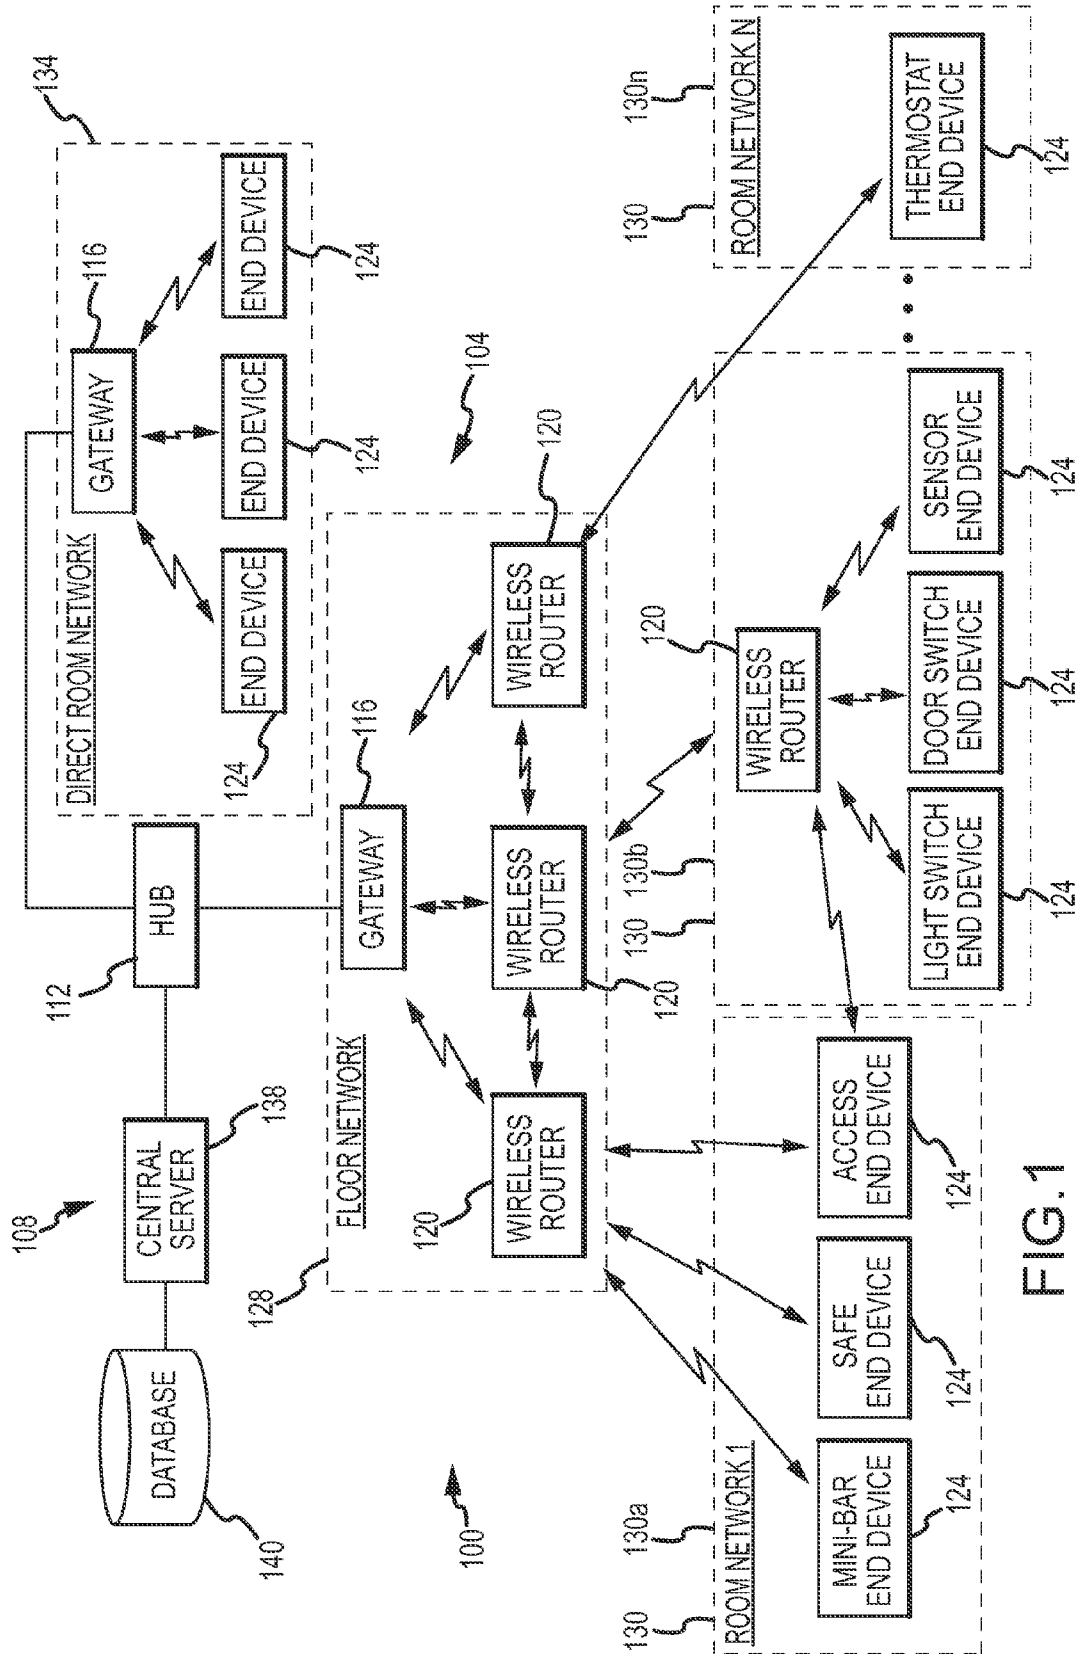 108
DATABASE
140
CENTRAL
SERVER
138
112
HUB
134
DIRECT ROOM NETWORK
GATEWAY
116
END DEVICE
124
END DEVICE
124
END DEVICE
124
100
104
128
FLOOR NETWORK
GATEWAY
116
WIRELESS
ROUTER
120
WIRELESS
ROUTER
120
WIRELESS
ROUTER
120
130
130a
ROOM NETWORK 1
MINI-BAR
END DEVICE
124
SAFE
END DEVICE
124
ACCESS
END DEVICE
124
130
130b
WIRELESS
ROUTER
120
LIGHT SWITCH
END DEVICE
124
DOOR SWITCH
END DEVICE
124
SENSOR
END DEVICE
124
130
130n
ROOM NETWORK N
THERMOSTAT
END DEVICE
124
FIG.1